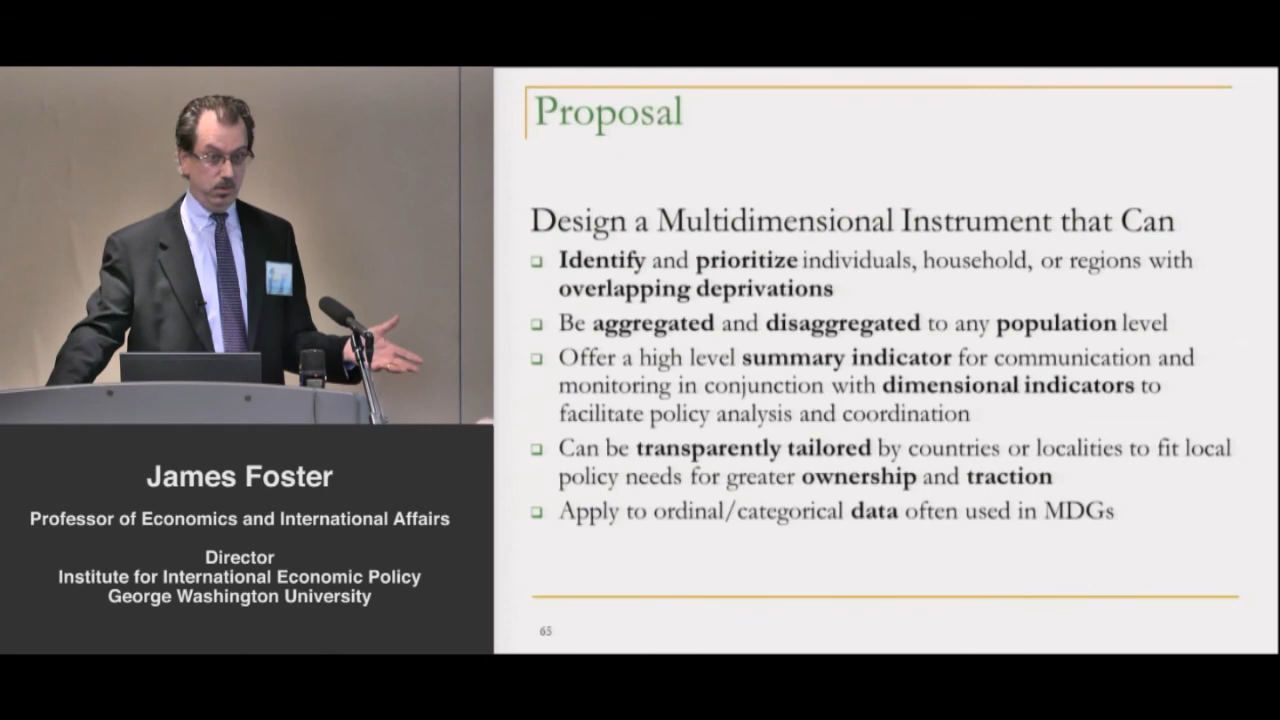 James Foster
Professor of Economics and International Affairs
Director
Institute for International Economic Policy
George Washington University
Proposal
Design a Multidimensional Instrument that Can
Identify and prioritize individuals, household, or regions with
overlapping deprivations
Be aggregated and disaggregated to any population level
Offer a high level summary indicator for communication and
monitoring in conjunction with dimensional indicators to
facilitate policy analysis and coordination
Can be transparently tailored by countries or localities to fit local
policy needs for greater ownership and traction
Apply to ordinal/categorical data often used in MDGs
65